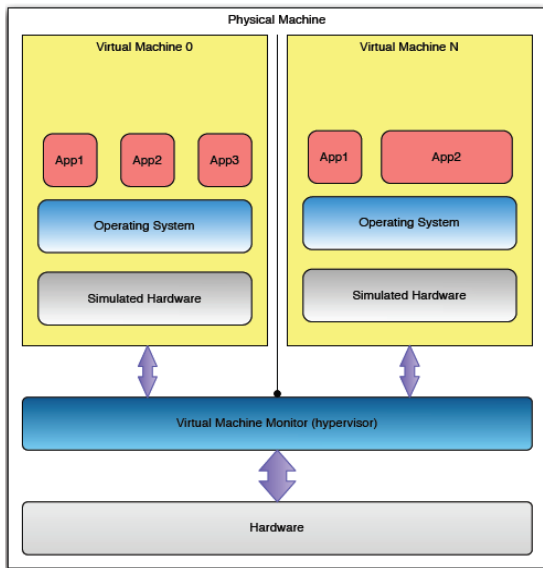 Physical Machine
Virtual Machine 0
Virtual Machine N
App1
App2
App3
App1
App2
Operating System
Operating System
Simulated Hardware
Simulated Hardware
Virtual Machine Monitor (hypervisor)
Hardware